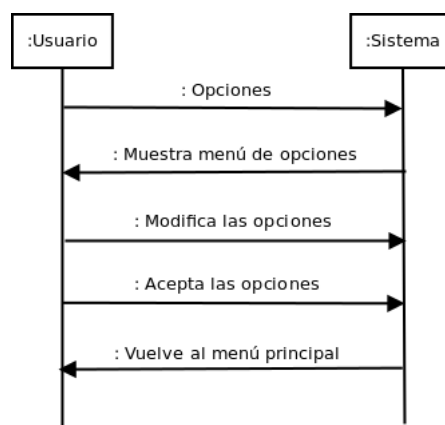 :Usuario
:Sistema
: Opciones
: Muestra menú de opciones
: Modifica las opciones
: Acepta las opciones
: Vuelve al menú principal